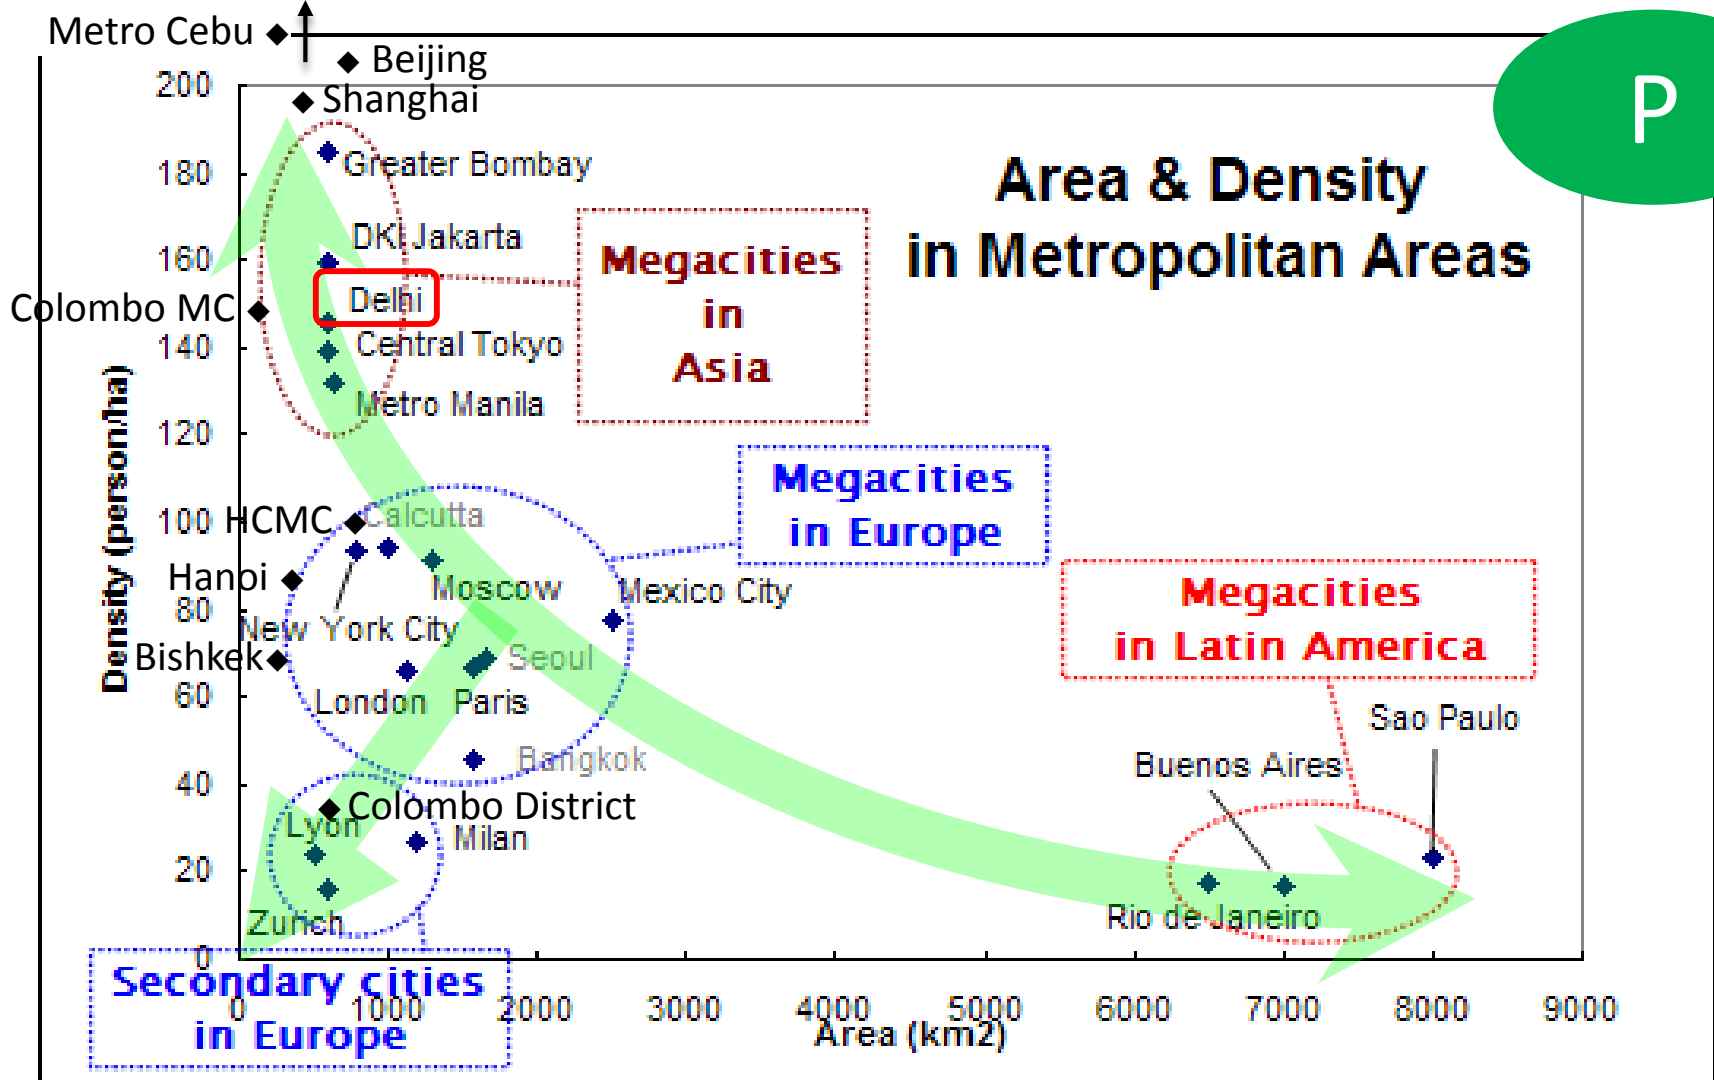 Metro Cebu
Beijing
200
Shanghai
P
Greater Bombay
180
Area & Density
in Metropolitan Areas
DKI Jakarta
160
Megacities
in
Asia
Delhi
Colombo MC
140
Central Tokyo
Metro Manila
120
Density (person/ha)
Megacities
in Europe
100
HCMC
Calcutta
Hanoi
Moscow
Mexico City
80
New York City
Megacities
in Latin America
Bishkek
Seoul
60
London
Paris
Sao Paulo
Bangkok
Buenos Aires
40
Colombo District
Lyon
Milan
20
Zurich
Rio de Janeiro
0
Secondary cities
in Europe
0
1000
2000
3000
4000
5000
6000
7000
8000
9000
Area (km2)